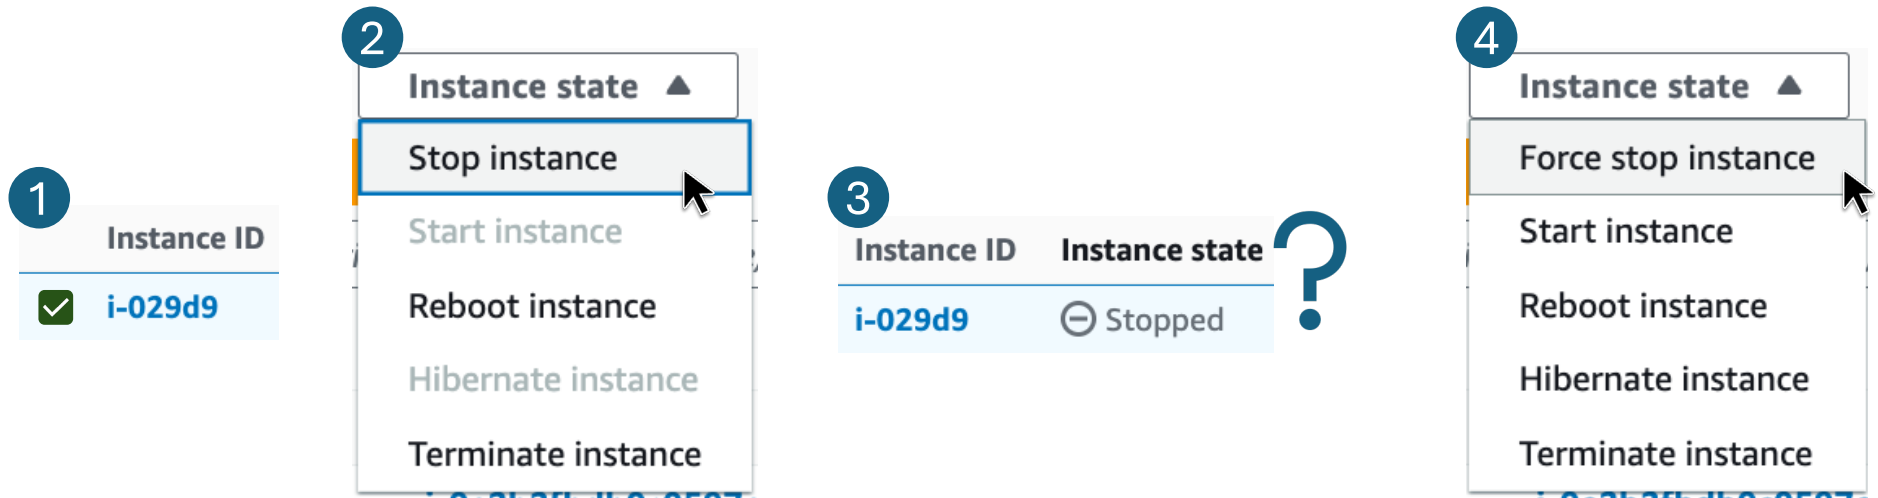 1
Instance ID
i-029d9
2
Instance state
Stop instance
Start instance
Reboot instance
Hibernate instance
Terminate instance
3
Instance ID Instance state
i-029d9 Stopped
?
4
Instance state
Force stop instance
Start instance
Reboot instance
Hibernate instance
Terminate instance